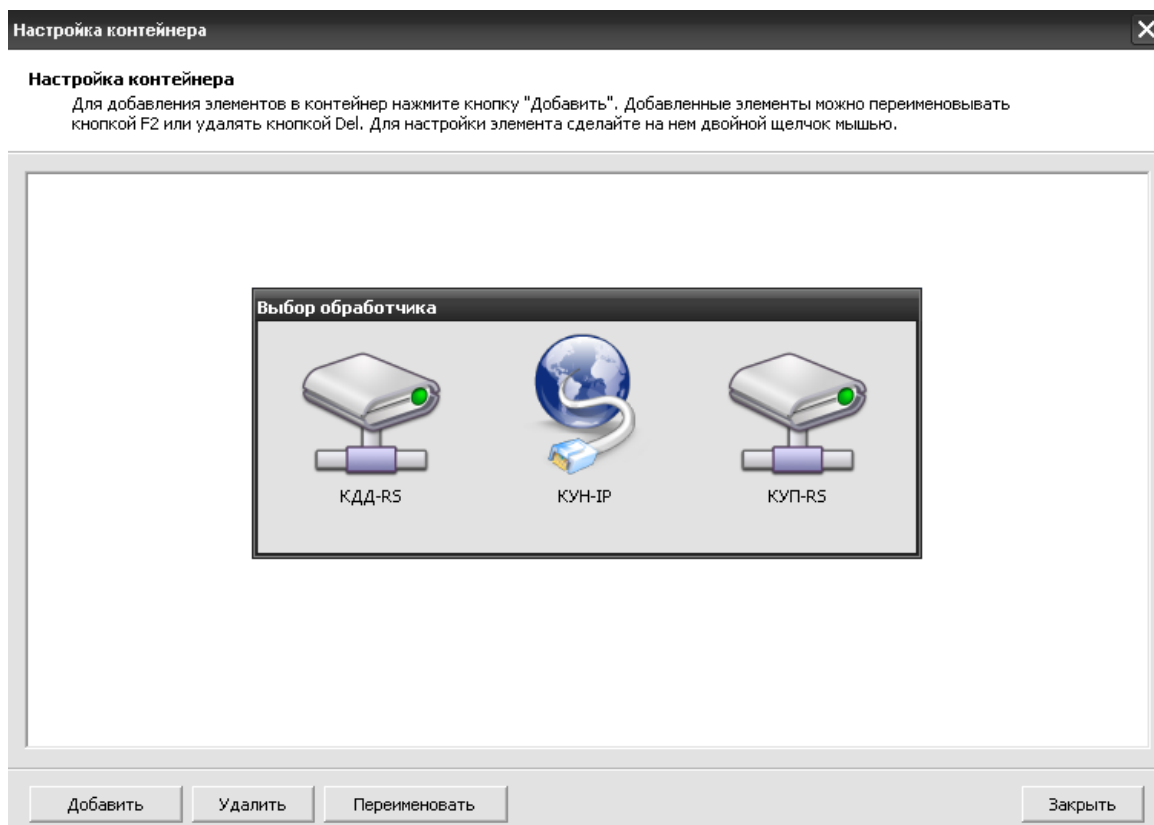 Настройка контейнера
Настройка контейнера
Для добавления элементов в контейнер нажмите кнопку "Добавить". Добавленные элементы можно переименовывать
кнопкой F2 или удалять кнопкой Del. Для настройки элемента сделайте на нем двойной щелчок мышью.
Выбор обработчика
КДД-RS КУН-IP КУП-RS
Добавить Удалить Переименовать Закрыть